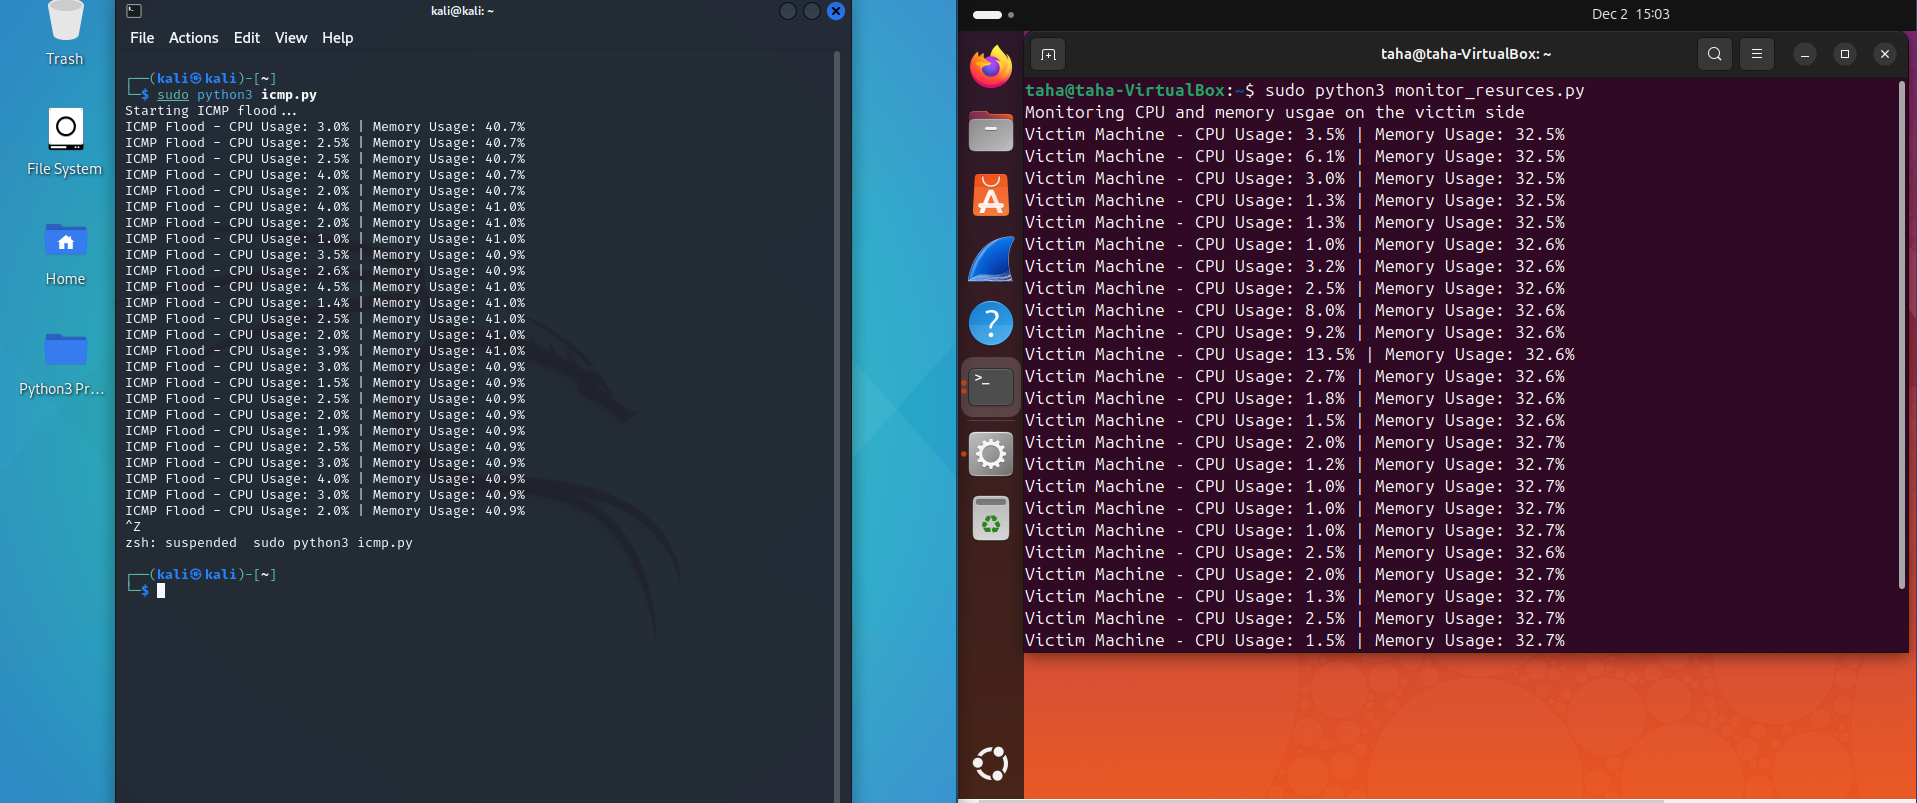 Trash
File System
Home
Python3 Pr...
kali@kali: ~
File Actions Edit View Help
┌──(kali㉿kali)-[~]
└─$ sudo python3 icmp.py
Starting ICMP flood...
ICMP Flood - CPU Usage: 3.0% | Memory Usage: 40.7%
ICMP Flood - CPU Usage: 2.5% | Memory Usage: 40.7%
ICMP Flood - CPU Usage: 2.5% | Memory Usage: 40.7%
ICMP Flood - CPU Usage: 4.0% | Memory Usage: 40.7%
ICMP Flood - CPU Usage: 2.0% | Memory Usage: 40.7%
ICMP Flood - CPU Usage: 4.0% | Memory Usage: 41.0%
ICMP Flood - CPU Usage: 2.0% | Memory Usage: 41.0%
ICMP Flood - CPU Usage: 1.0% | Memory Usage: 41.0%
ICMP Flood - CPU Usage: 3.5% | Memory Usage: 40.9%
ICMP Flood - CPU Usage: 2.6% | Memory Usage: 40.9%
ICMP Flood - CPU Usage: 4.5% | Memory Usage: 41.0%
ICMP Flood - CPU Usage: 1.4% | Memory Usage: 41.0%
ICMP Flood - CPU Usage: 2.5% | Memory Usage: 41.0%
ICMP Flood - CPU Usage: 2.0% | Memory Usage: 41.0%
ICMP Flood - CPU Usage: 3.9% | Memory Usage: 41.0%
ICMP Flood - CPU Usage: 3.0% | Memory Usage: 40.9%
ICMP Flood - CPU Usage: 1.5% | Memory Usage: 40.9%
ICMP Flood - CPU Usage: 2.5% | Memory Usage: 40.9%
ICMP Flood - CPU Usage: 2.0% | Memory Usage: 40.9%
ICMP Flood - CPU Usage: 1.9% | Memory Usage: 40.9%
ICMP Flood - CPU Usage: 2.5% | Memory Usage: 40.9%
ICMP Flood - CPU Usage: 3.0% | Memory Usage: 40.9%
ICMP Flood - CPU Usage: 4.0% | Memory Usage: 40.9%
ICMP Flood - CPU Usage: 3.0% | Memory Usage: 40.9%
ICMP Flood - CPU Usage: 2.0% | Memory Usage: 40.9%
^Z
zsh: suspended  sudo python3 icmp.py
┌──(kali㉿kali)-[~]
└─$
Dec 2 15:03
taha@taha-VirtualBox: ~
taha@taha-VirtualBox:~$ sudo python3 monitor_resurces.py
Monitoring CPU and memory usgae on the victim side
Victim Machine - CPU Usage: 3.5% | Memory Usage: 32.5%
Victim Machine - CPU Usage: 6.1% | Memory Usage: 32.5%
Victim Machine - CPU Usage: 3.0% | Memory Usage: 32.5%
Victim Machine - CPU Usage: 1.3% | Memory Usage: 32.5%
Victim Machine - CPU Usage: 1.3% | Memory Usage: 32.5%
Victim Machine - CPU Usage: 1.0% | Memory Usage: 32.6%
Victim Machine - CPU Usage: 3.2% | Memory Usage: 32.6%
Victim Machine - CPU Usage: 2.5% | Memory Usage: 32.6%
Victim Machine - CPU Usage: 8.0% | Memory Usage: 32.6%
Victim Machine - CPU Usage: 9.2% | Memory Usage: 32.6%
Victim Machine - CPU Usage: 13.5% | Memory Usage: 32.6%
Victim Machine - CPU Usage: 2.7% | Memory Usage: 32.6%
Victim Machine - CPU Usage: 1.8% | Memory Usage: 32.6%
Victim Machine - CPU Usage: 1.5% | Memory Usage: 32.6%
Victim Machine - CPU Usage: 2.0% | Memory Usage: 32.7%
Victim Machine - CPU Usage: 1.2% | Memory Usage: 32.7%
Victim Machine - CPU Usage: 1.0% | Memory Usage: 32.7%
Victim Machine - CPU Usage: 1.0% | Memory Usage: 32.7%
Victim Machine - CPU Usage: 1.0% | Memory Usage: 32.7%
Victim Machine - CPU Usage: 2.5% | Memory Usage: 32.6%
Victim Machine - CPU Usage: 2.0% | Memory Usage: 32.7%
Victim Machine - CPU Usage: 1.3% | Memory Usage: 32.7%
Victim Machine - CPU Usage: 2.5% | Memory Usage: 32.7%
Victim Machine - CPU Usage: 1.5% | Memory Usage: 32.7%